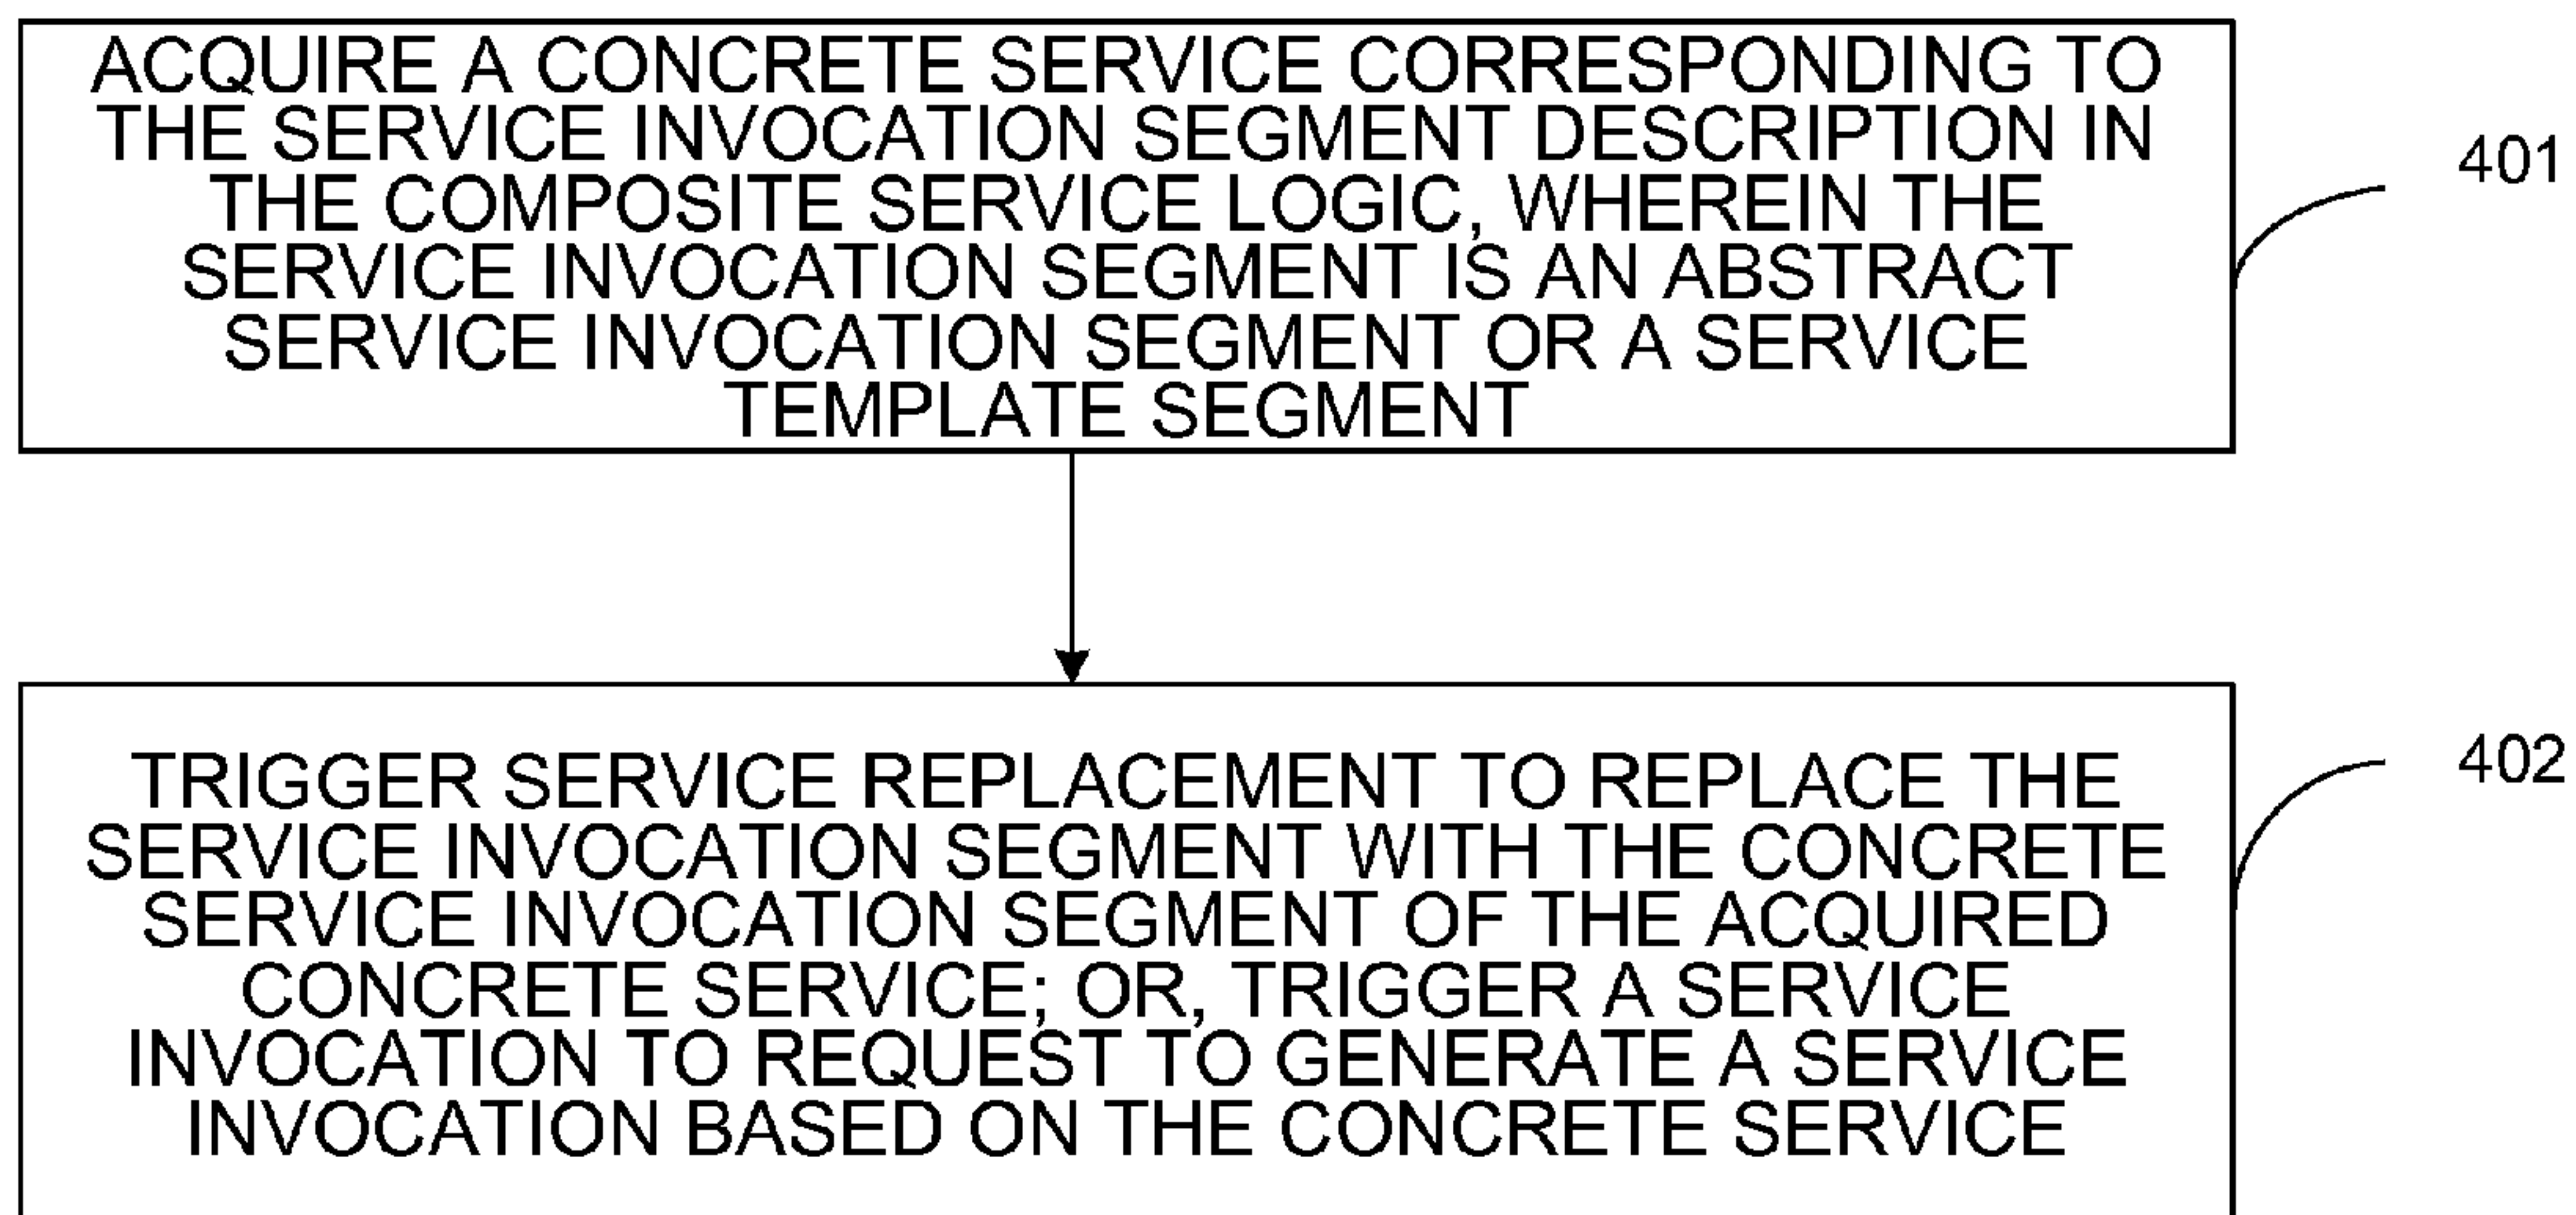 ACQUIRE A CONCRETE SERVICE CORRESPONDING TO
THE SERVICE INVOCATION SEGMENT DESCRIPTION IN
THE COMPOSITE SERVICE LOGIC, WHEREIN THE
SERVICE INVOCATION SEGMENT IS AN ABSTRACT
SERVICE INVOCATION SEGMENT OR A SERVICE
TEMPLATE SEGMENT
401
TRIGGER SERVICE REPLACEMENT TO REPLACE THE
SERVICE INVOCATION SEGMENT WITH THE CONCRETE
SERVICE INVOCATION SEGMENT OF THE ACQUIRED
CONCRETE SERVICE; OR, TRIGGER A SERVICE
INVOCATION TO REQUEST TO GENERATE A SERVICE
INVOCATION BASED ON THE CONCRETE SERVICE
402